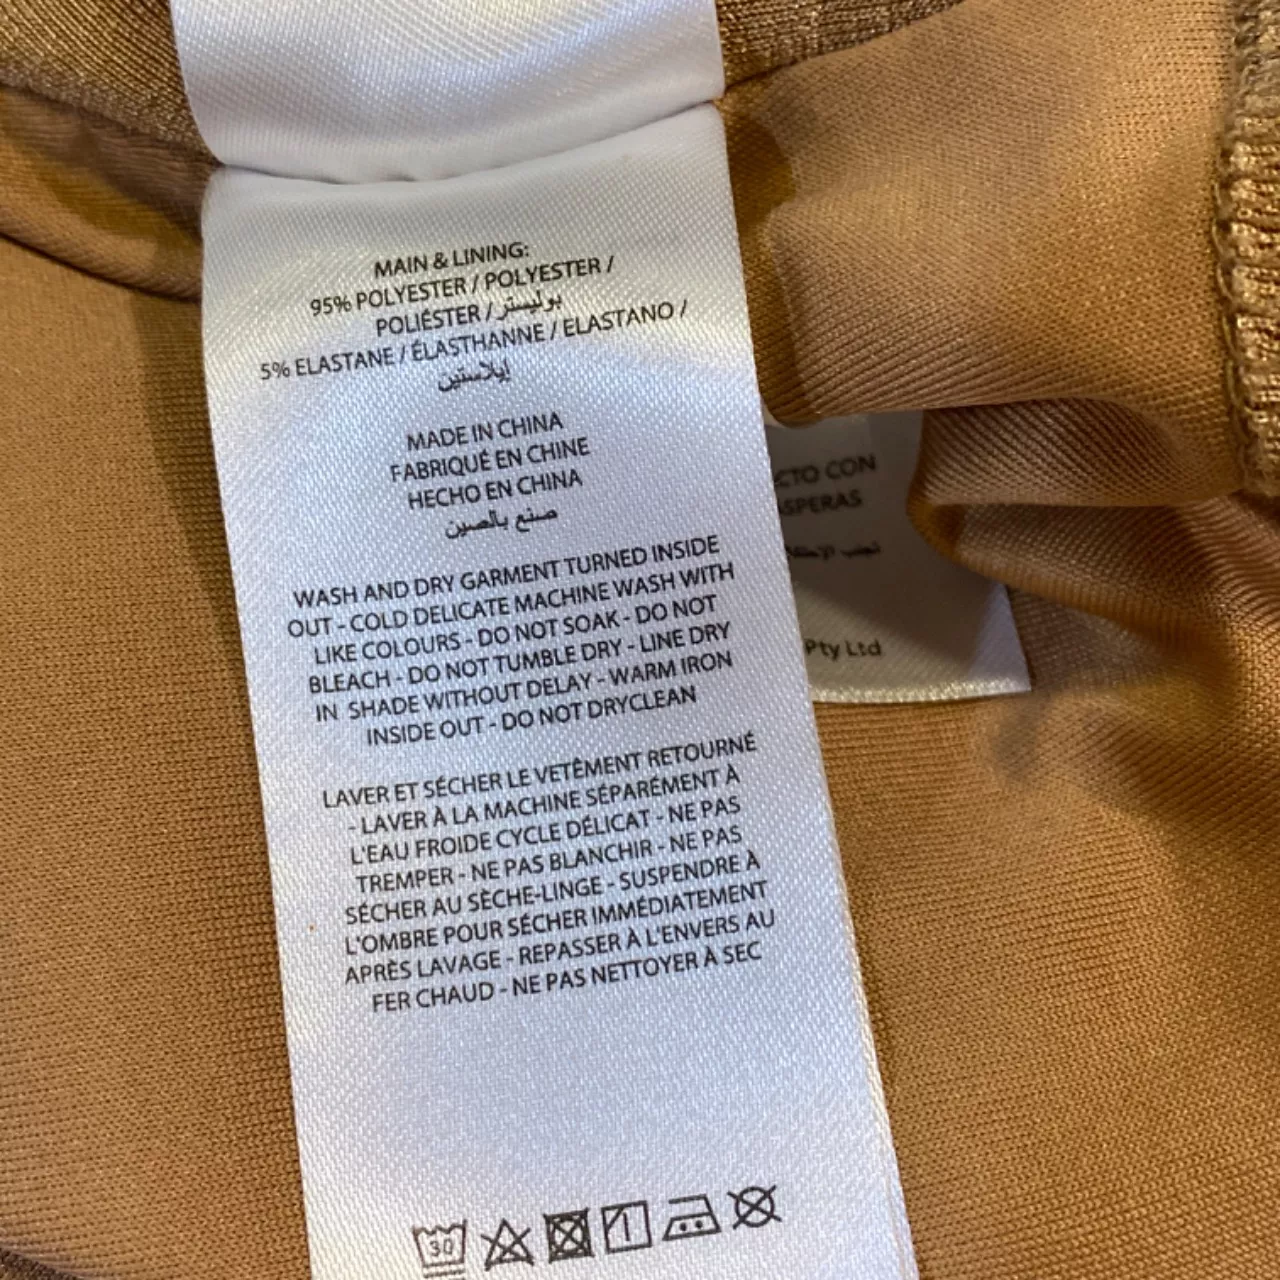 MAIN & LINING:
95% POLYESTER / POLYESTER /
POLIÉSTER / بوليستر
5% ELASTANE / ÉLASTHANNE / ELASTANO /
إيلاستين
MADE IN CHINA
FABRIQUÉ EN CHINE
HECHO EN CHINA
صنع بالصين
WASH AND DRY GARMENT TURNED INSIDE
OUT - COLD DELICATE MACHINE WASH WITH
LIKE COLOURS - DO NOT SOAK - DO NOT
BLEACH - DO NOT TUMBLE DRY - LINE DRY
IN SHADE WITHOUT DELAY - WARM IRON
INSIDE OUT - DO NOT DRYCLEAN
LAVER ET SÉCHER LE VETÊMENT RETOURNÉ
- LAVER À LA MACHINE SÉPARÉMENT À
L'EAU FROIDE CYCLE DÉLICAT - NE PAS
TREMPER - NE PAS BLANCHIR - NE PAS
SÉCHER AU SÈCHE-LINGE - SUSPENDRE À
L'OMBRE POUR SÉCHER IMMÉDIATEMENT
APRÈS LAVAGE - REPASSER À L'ENVERS AU
FER CHAUD - NE PAS NETTOYER À SEC
30
CTO CON
SPERAS
تجنب
Pty Ltd